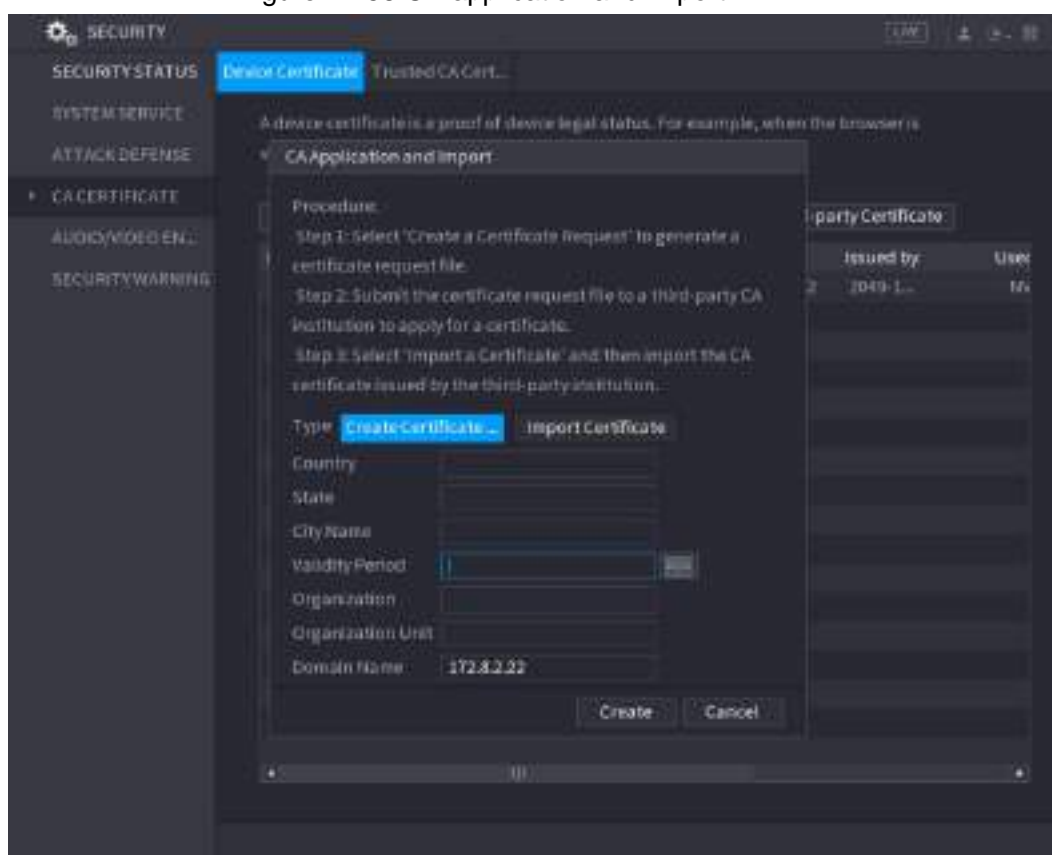 SECURITY
LIVE
SECURITY STATUS
Device Certificate
Trusted CA Cert...
SYSTEM SERVICE
A device certificate is a proof of device legal status. For example, when the browser is
ATTACK DEFENSE
CA Application and Import
CA CERTIFICATE
Procedure:
-party Certificate
Step 1: Select 'Create a Certificate Request' to generate a
AUDIO/VIDEO EN...
certificate request file.
Issued by
Used
SECURITY WARNING
Step 2: Submit the certificate request file to a third-party CA
2
2049-1...
institution to apply for a certificate.
Step 3: Select 'Import a Certificate' and then import the CA
certificate issued by the third-party institution.
Type
Create Certificate ...
Import Certificate
Country
State
City Name
Validity Period
Organization
Organization Unit
Domain Name
172.8.2.22
Create
Cancel